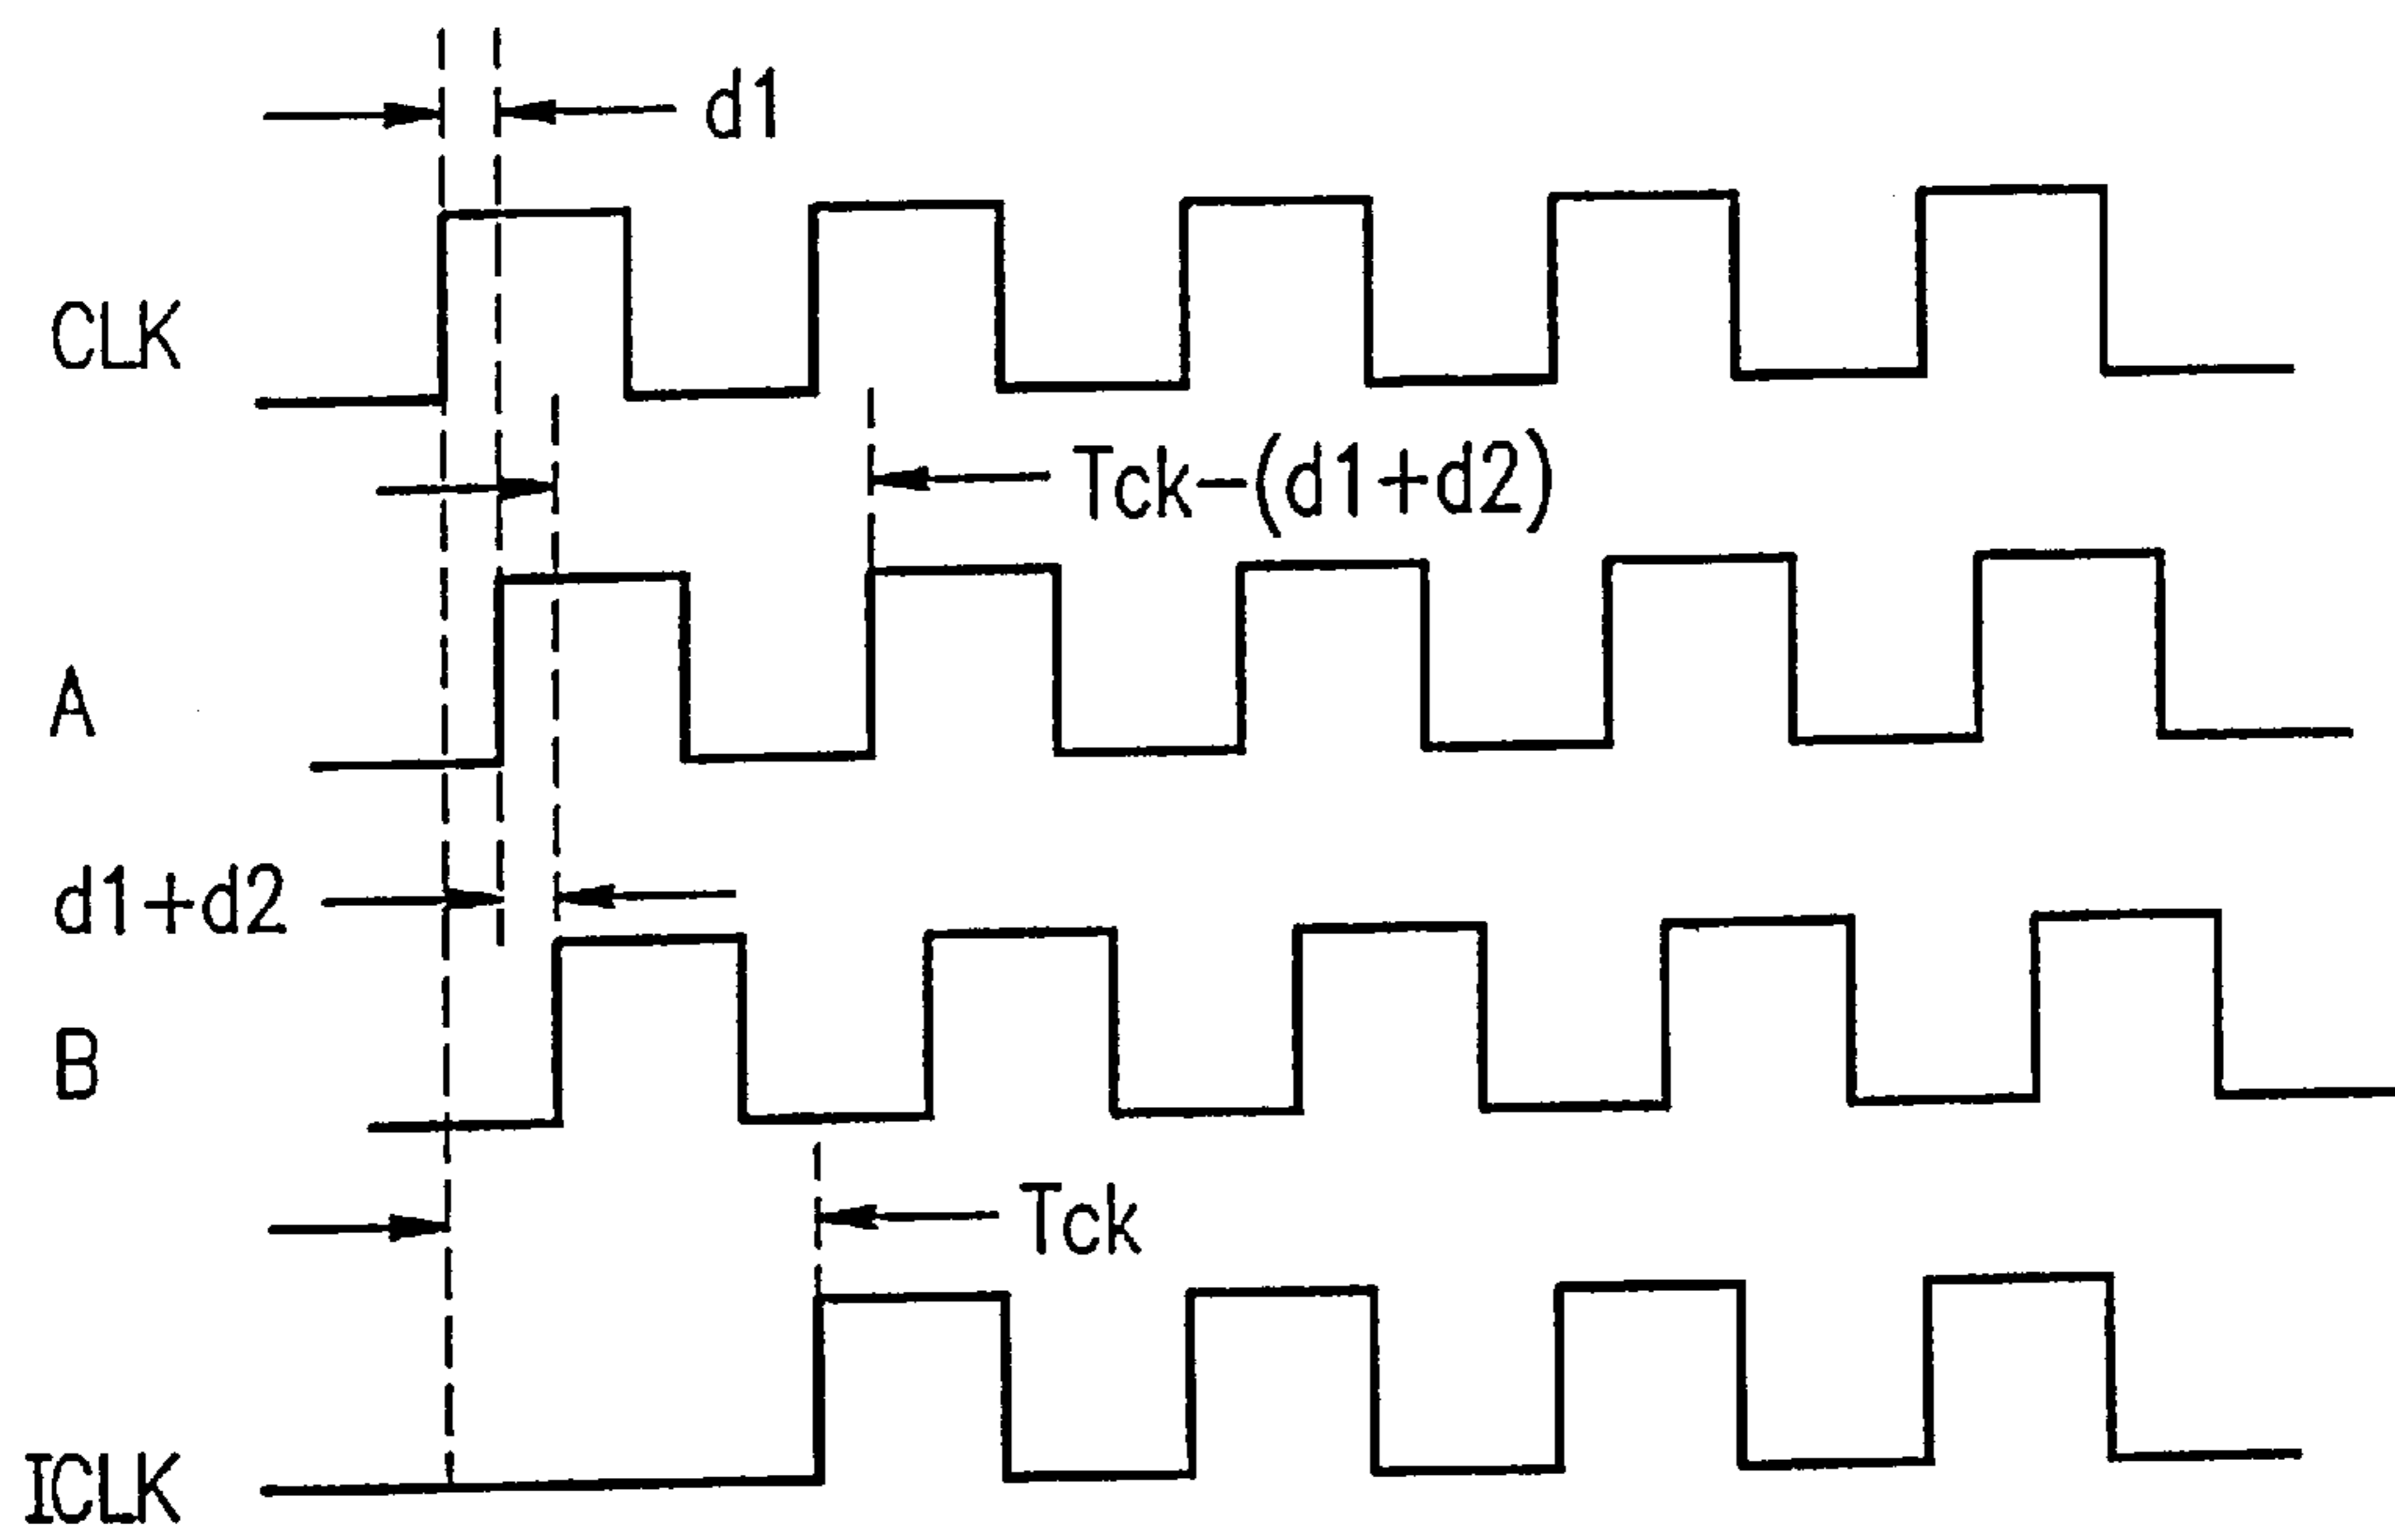 d1
CLK
Tck-(d1+d2)
A
d1+d2
B
Tck
ICLK